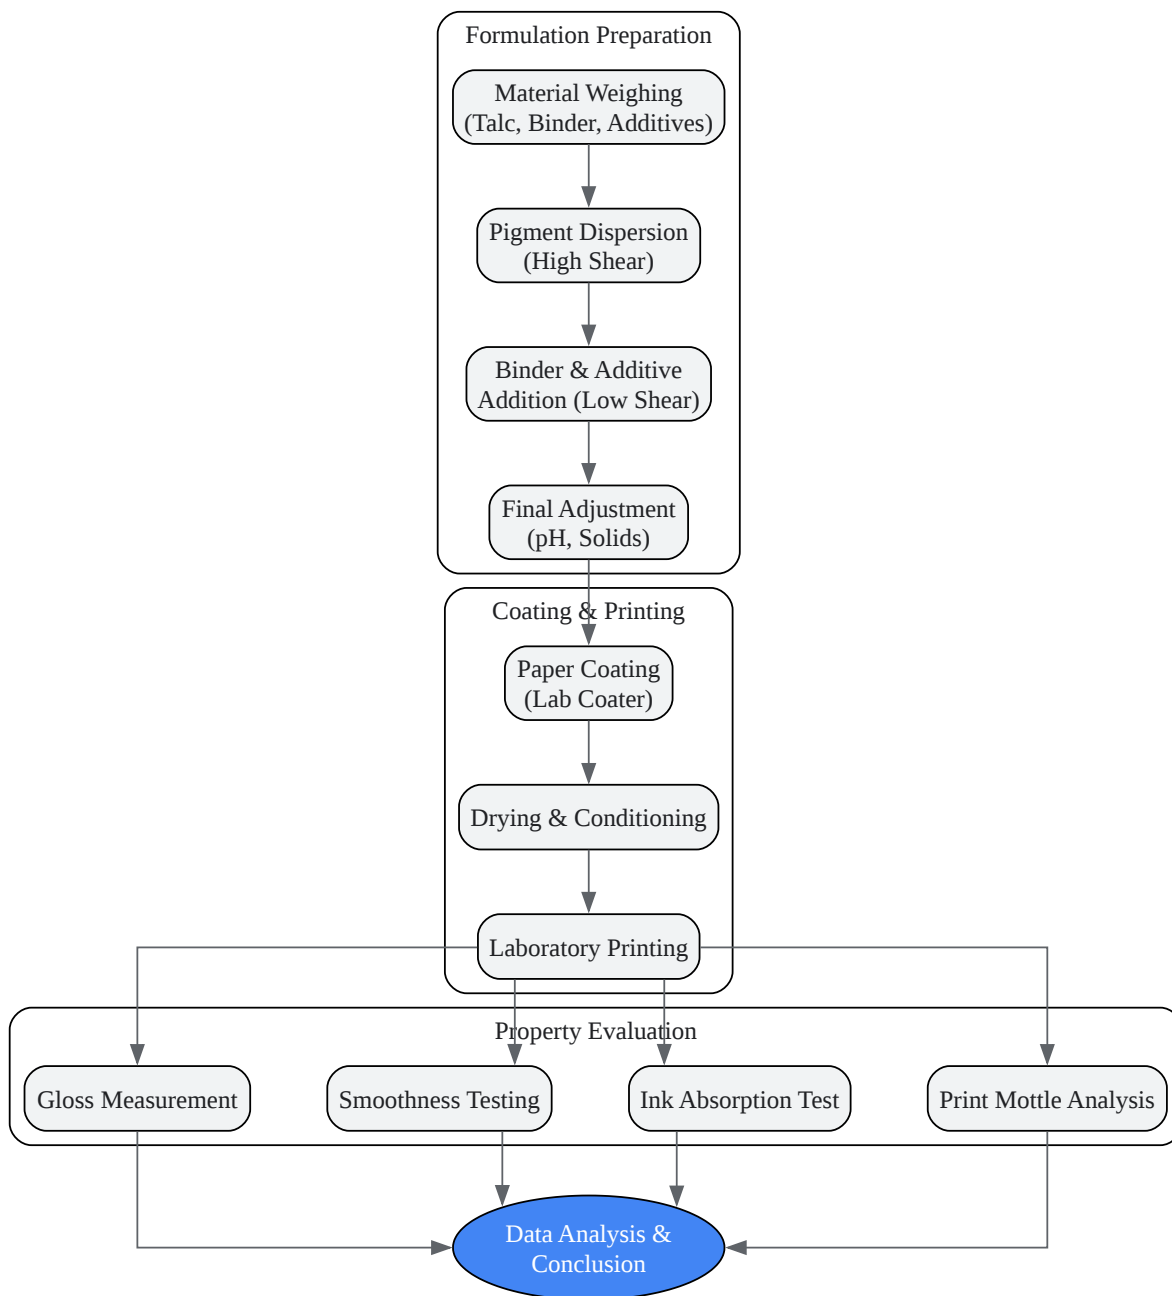 Formulation Preparation
Material Weighing
(Talc, Binder, Additives)
Pigment Dispersion
(High Shear)
Binder & Additive
Addition (Low Shear)
Final Adjustment
(pH, Solids)
Coating & Printing
Paper Coating
(Lab Coater)
Drying & Conditioning
Laboratory Printing
Property Evaluation
Gloss Measurement
Smoothness Testing
Ink Absorption Test
Print Mottle Analysis
Data Analysis &
Conclusion